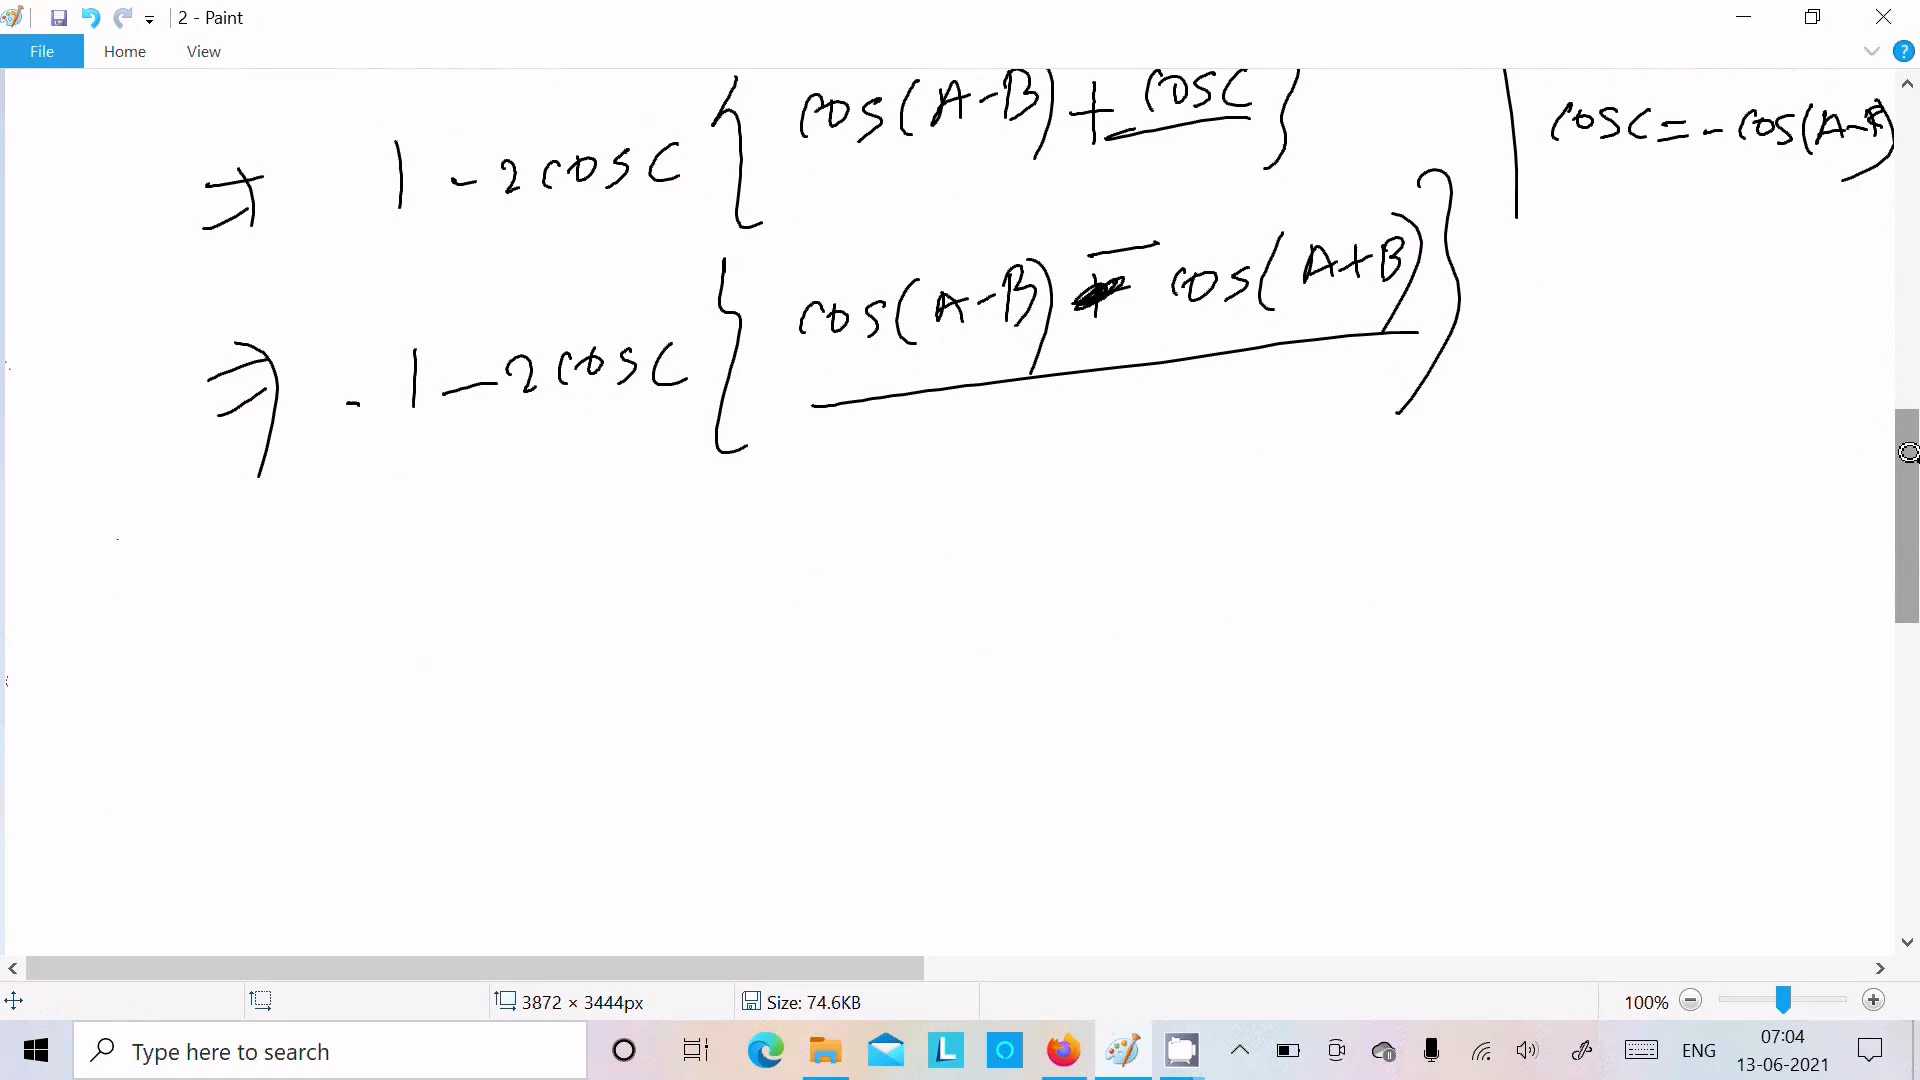 2 - Paint
File Home View
cos(A-B)+cosC}
cosC=-cos(A-B)
⇒ 1-2cosC{
⇒ . 1-2cosC{ cos(A-B) - cos(A+B)}
3872 × 3444px Size: 74.6KB 100%
Type here to search
ENG
07:04
13-06-2021